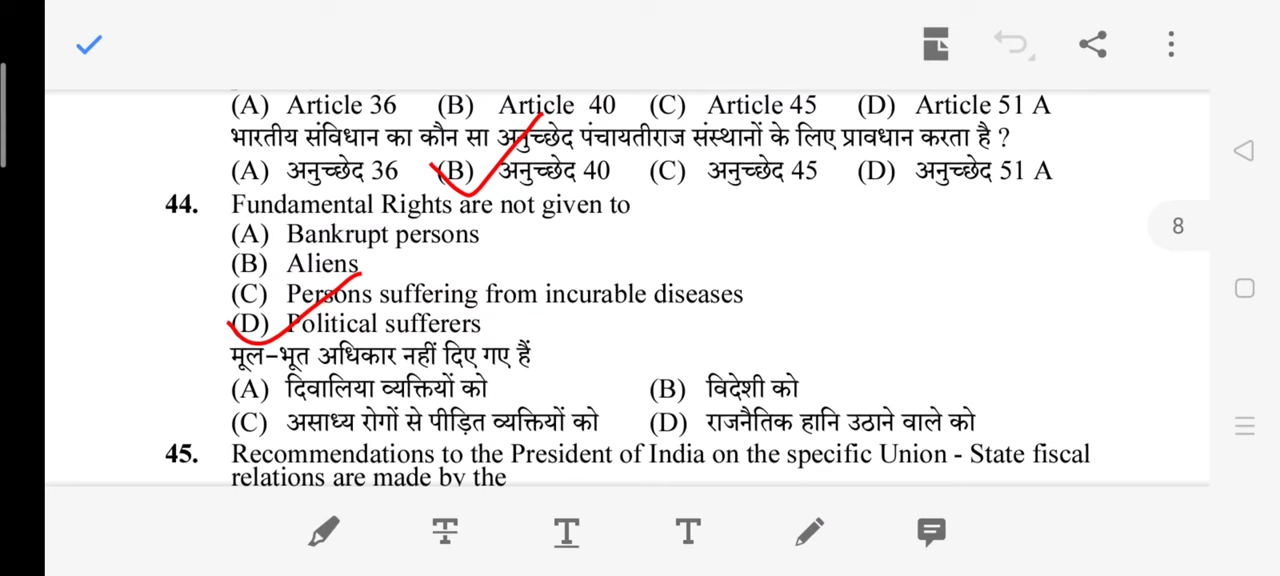 (A) Article 36 (B) Article 40 (C) Article 45 (D) Article 51 A
भारतीय संविधान का कौन सा अनुच्छेद पंचायतीराज संस्थानों के लिए प्रावधान करता है ?
(A) अनुच्छेद 36 (B) अनुच्छेद 40 (C) अनुच्छेद 45 (D) अनुच्छेद 51 A
44. Fundamental Rights are not given to
(A) Bankrupt persons
(B) Aliens
(C) Persons suffering from incurable diseases
(D) Political sufferers
मूल-भूत अधिकार नहीं दिए गए हैं
(A) दिवालिया व्यक्तियों को (B) विदेशी को
(C) असाध्य रोगों से पीड़ित व्यक्तियों को (D) राजनैतिक हानि उठाने वाले को
45. Recommendations to the President of India on the specific Union - State fiscal
relations are made by the
8
T T T